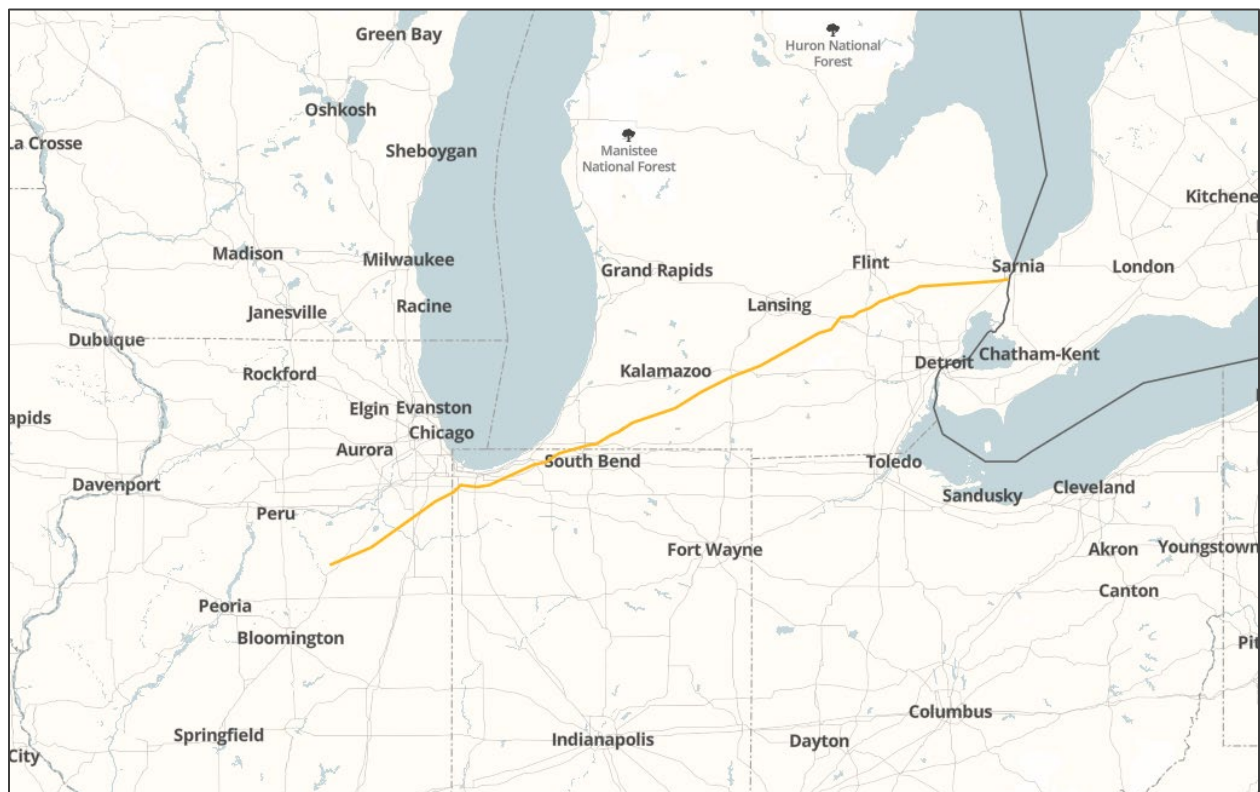 Green Bay
Huron National
Forest
Oshkosh
La Crosse
Sheboygan
Manistee
National Forest
Kitchene
Madison
Milwaukee
Grand Rapids
Flint
Sarnia
London
Janesville
Racine
Lansing
Dubuque
Detroit
Chatham-Kent
Rockford
Kalamazoo
Elgin
Evanston
apids
Chicago
Aurora
South Bend
Toledo
Davenport
Sandusky
Cleveland
Peru
Fort Wayne
Akron
Youngstown
Canton
Peoria
Bloomington
Pit
Columbus
Springfield
Indianapolis
Dayton
City